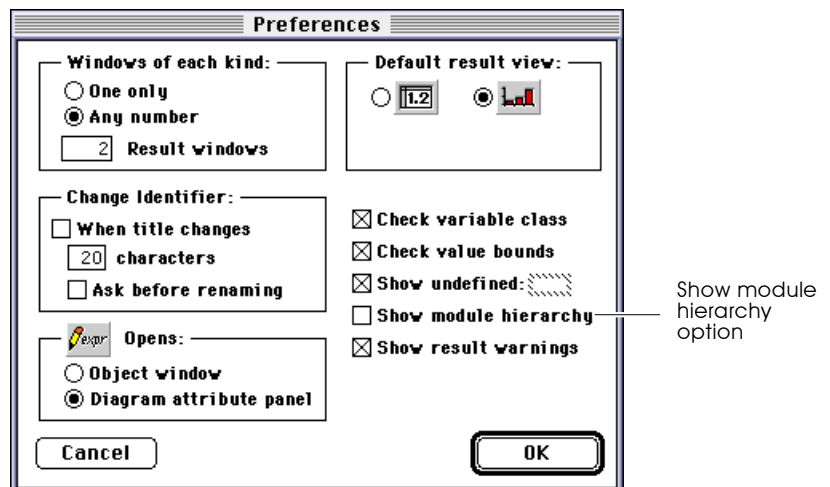 Preferences
Windows of each kind:
One only
Any number
2 Result windows
Default result view:
1.2
Change Identifier:
When title changes
20 characters
Ask before renaming
expr Opens:
Object window
Diagram attribute panel
Check variable class
Check value bounds
Show undefined:
Show module hierarchy
Show result warnings
Show module
hierarchy
option
Cancel
OK